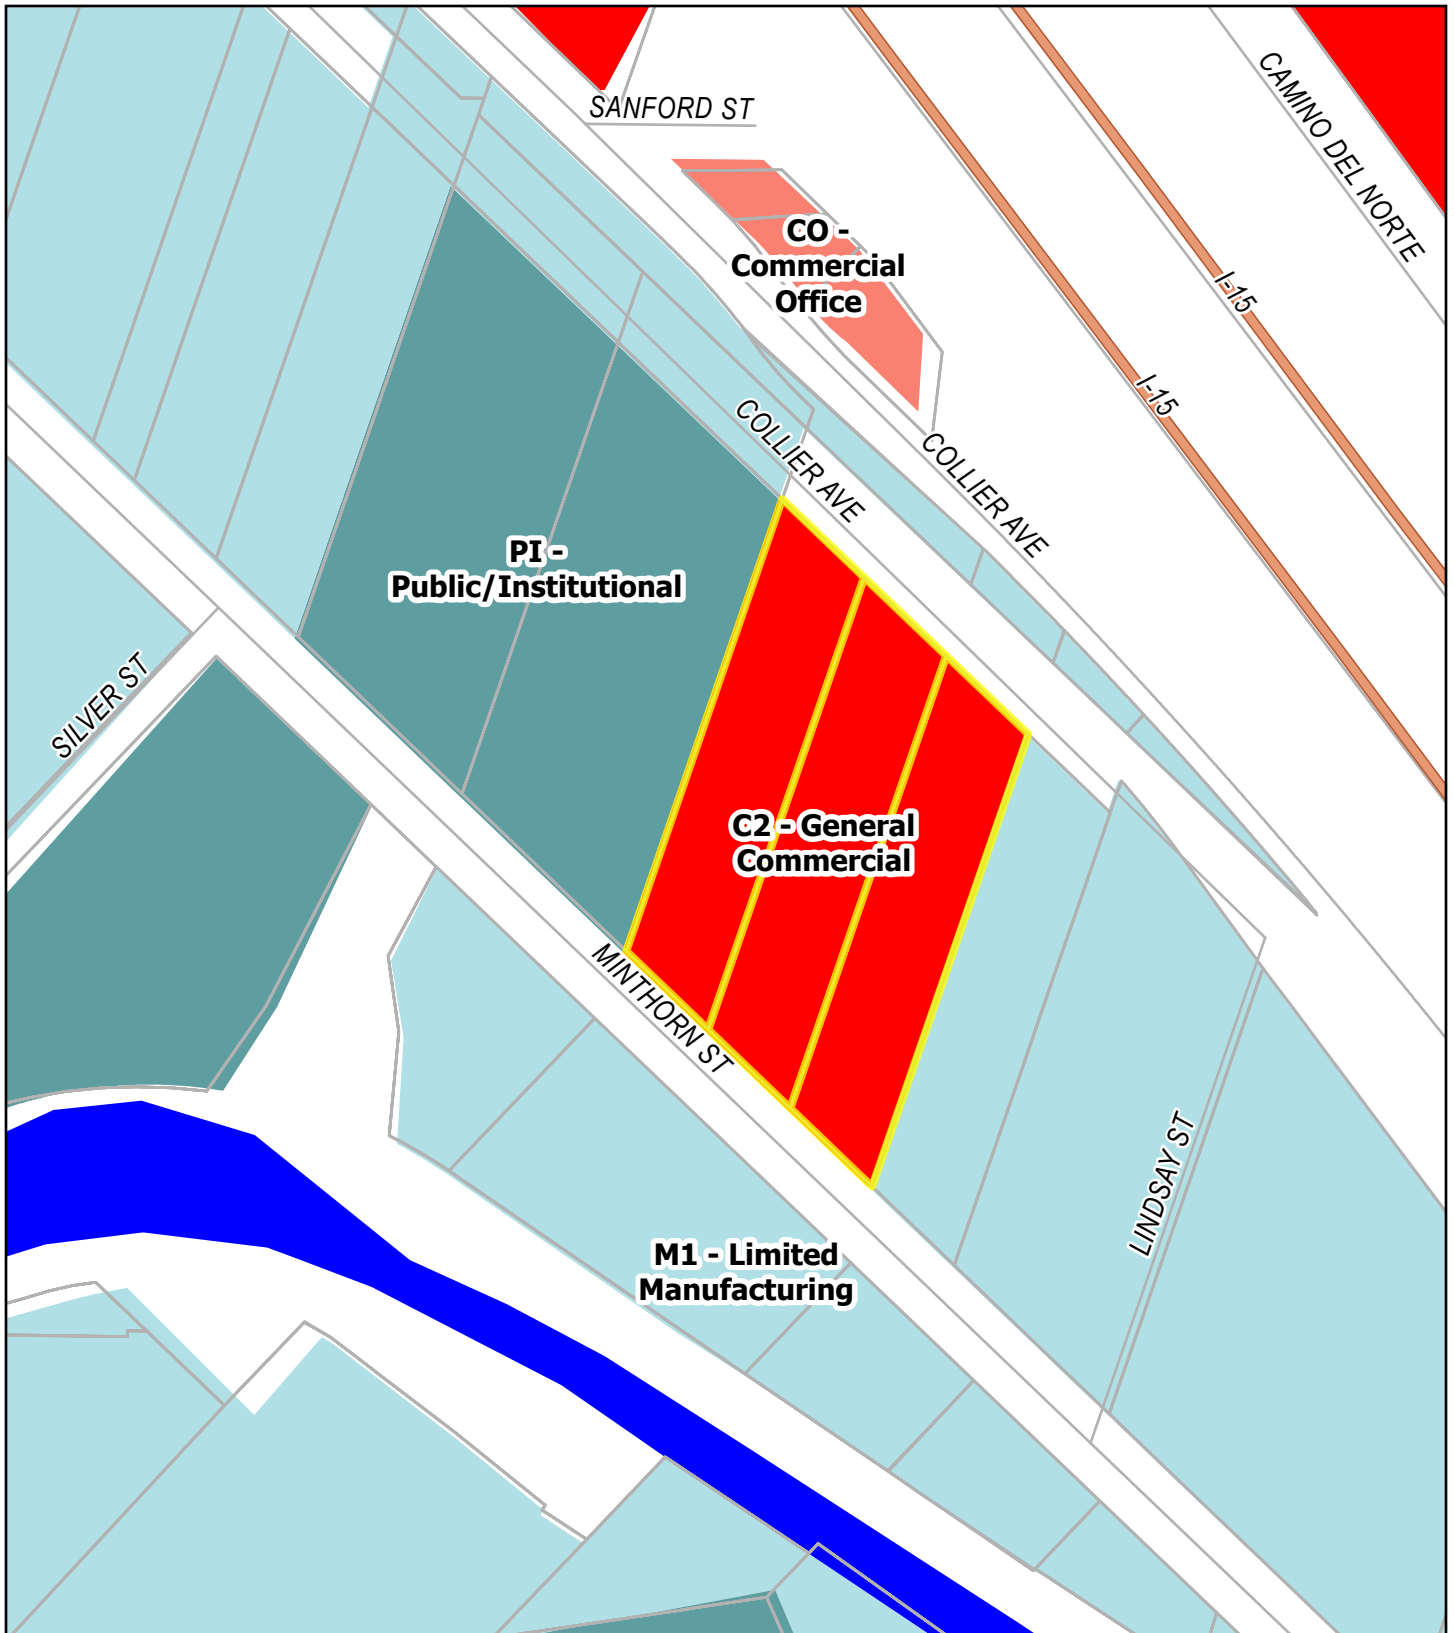 SANFORD ST
CAMINO DEL NORTE
CO -
Commercial
Office
I-15
I-15
COLLIER AVE
COLLIER AVE
PI -
Public/Institutional
SILVER ST
C2 - General
Commercial
MINTHORN ST
LINDSAY ST
M1 - Limited
Manufacturing